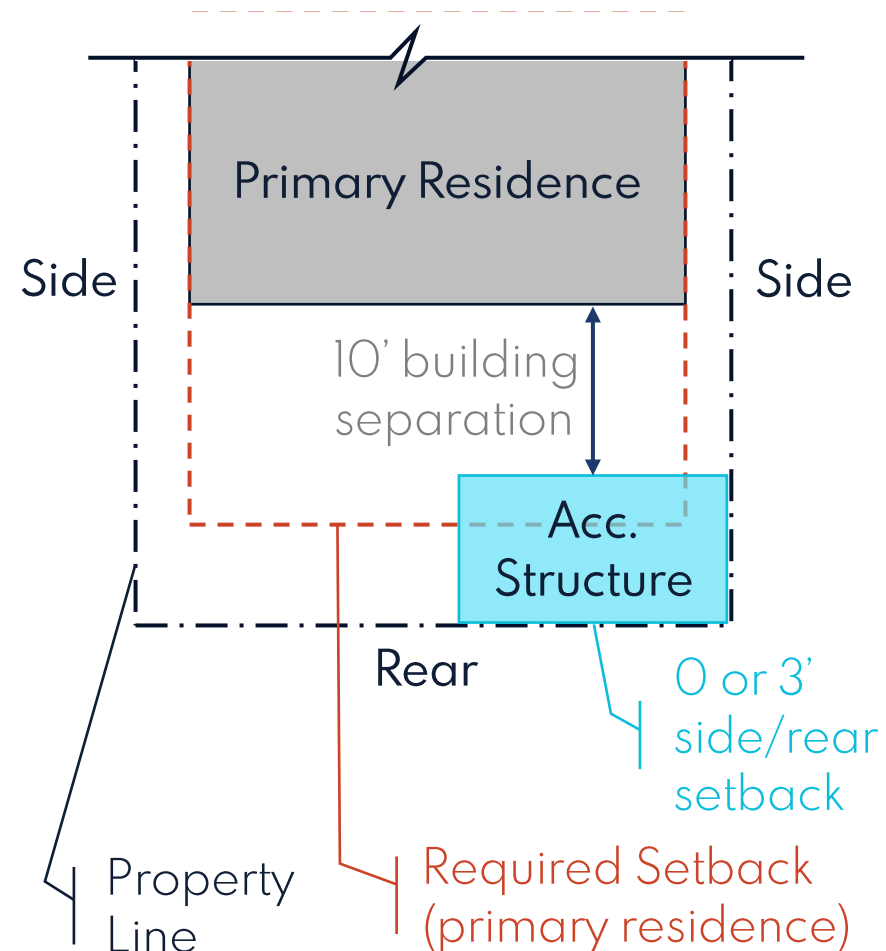 Primary Residence
Side
Side
10’ building
separation
Acc.
Structure
Rear
0 or 3’
side/rear
setback
Property
Line
Required Setback
(primary residence)